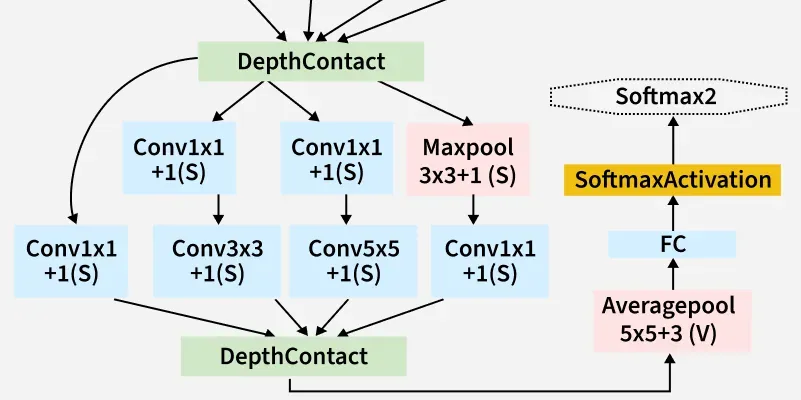 DepthContact
Softmax2
Conv1x1
+1(S)
Conv1x1
+1(S)
Maxpool
3x3+1 (S)
SoftmaxActivation
Conv1x1
+1(S)
Conv3x3
+1(S)
Conv5x5
+1(S)
Conv1x1
+1(S)
FC
Averagepool
5x5+3 (V)
DepthContact